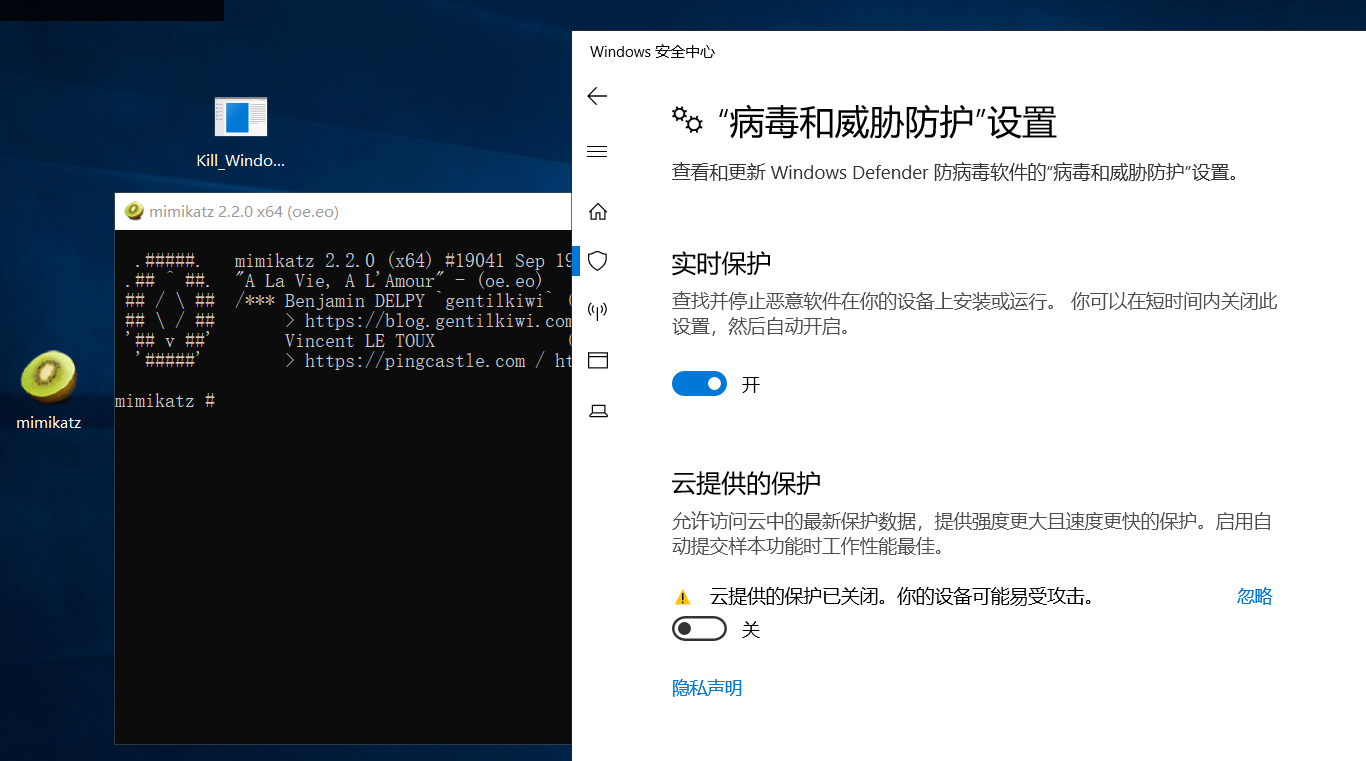 Kill_Windo...
mimikatz
mimikatz 2.2.0 x64 (oe.eo)
.#####.   mimikatz 2.2.0 (x64) #19041 Sep 19
.## ^ ##.  "A La Vie, A L'Amour" - (oe.eo)
## / \ ##  /*** Benjamin DELPY `gentilkiwi` (
## \ / ##       > https://blog.gentilkiwi.com
'## v ##'       Vincent LE TOUX             (
'#####'        > https://pingcastle.com / ht
mimikatz #
Windows 安全中心
“病毒和威胁防护”设置
查看和更新 Windows Defender 防病毒软件的“病毒和威胁防护”设置。
实时保护
查找并停止恶意软件在你的设备上安装或运行。 你可以在短时间内关闭此
设置，然后自动开启。
开
云提供的保护
允许访问云中的最新保护数据，提供强度更大且速度更快的保护。启用自
动提交样本功能时工作性能最佳。
云提供的保护已关闭。你的设备可能易受攻击。 忽略
关
隐私声明